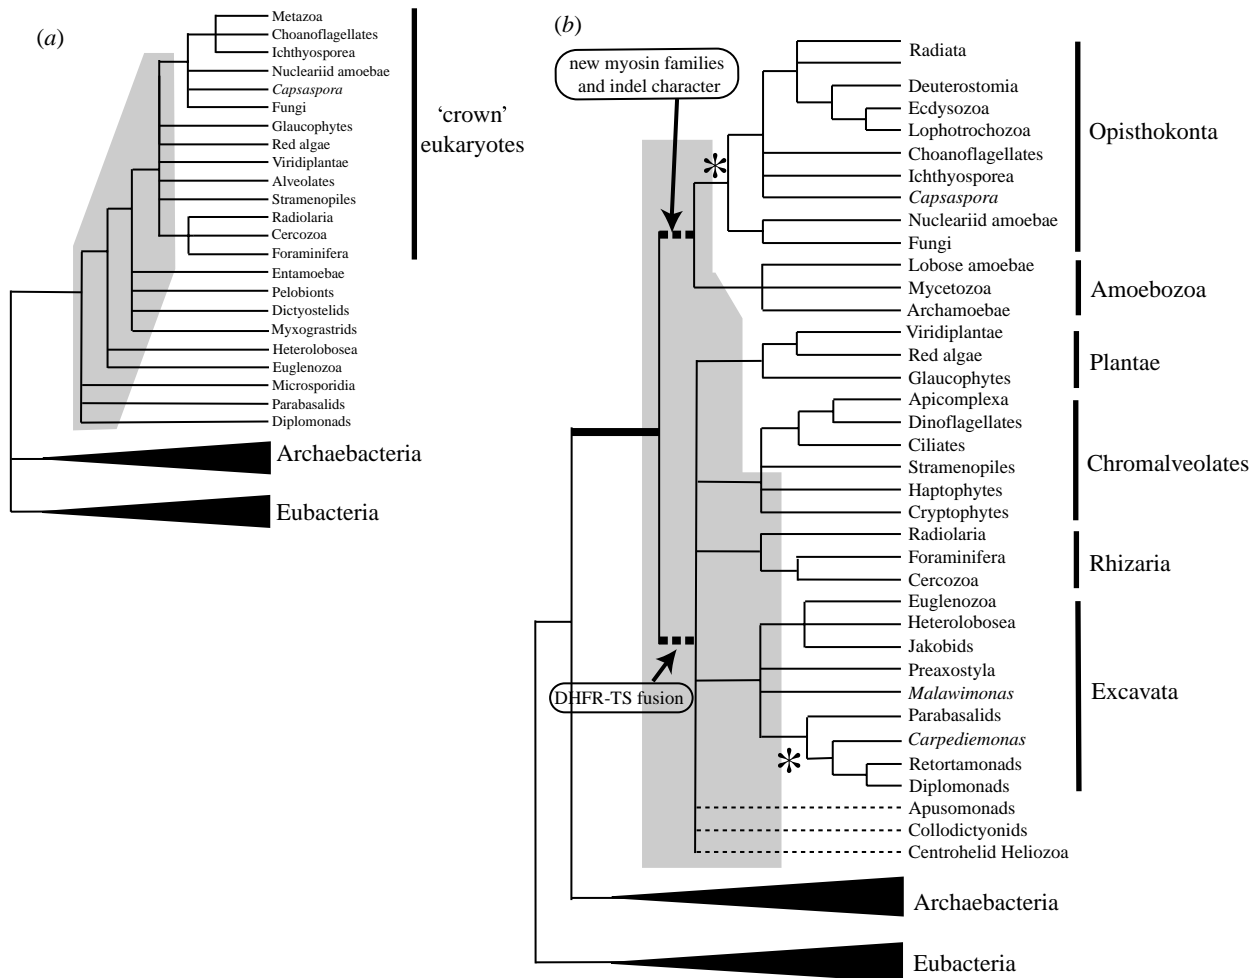 (a)
Metazoa
Choanoflagellates
Ichthyosporea
Nucleariid amoebae
Capsaspora
Fungi
Glaucophytes
Red algae
Viridiplantae
Alveolates
Stramenopiles
Radiolaria
Cercozoa
Foraminifera
Entamoebae
Pelobionts
Dictyostelids
Myxograstrids
Heterolobosea
Euglenozoa
Microsporidia
Parabasalids
Diplomonads
'crown'
eukaryotes
Archaebacteria
Eubacteria
(b)
new myosin families
and indel character
*
DHFR-TS fusion
*
Radiata
Deuterostomia
Ecdysozoa
Lophotrochozoa
Choanoflagellates
Ichthyosporea
Capsaspora
Nucleariid amoebae
Fungi
Lobose amoebae
Mycetozoa
Archamoebae
Viridiplantae
Red algae
Glaucophytes
Apicomplexa
Dinoflagellates
Ciliates
Stramenopiles
Haptophytes
Cryptophytes
Radiolaria
Foraminifera
Cercozoa
Euglenozoa
Heterolobosea
Jakobids
Preaxostyla
Malawimonas
Parabasalids
Carpediemonas
Retortamonads
Diplomonads
Apusomonads
Collodictyonids
Centrohelid Heliozoa
Opisthokonta
Amoebozoa
Plantae
Chromalveolates
Rhizaria
Excavata
Archaebacteria
Eubacteria